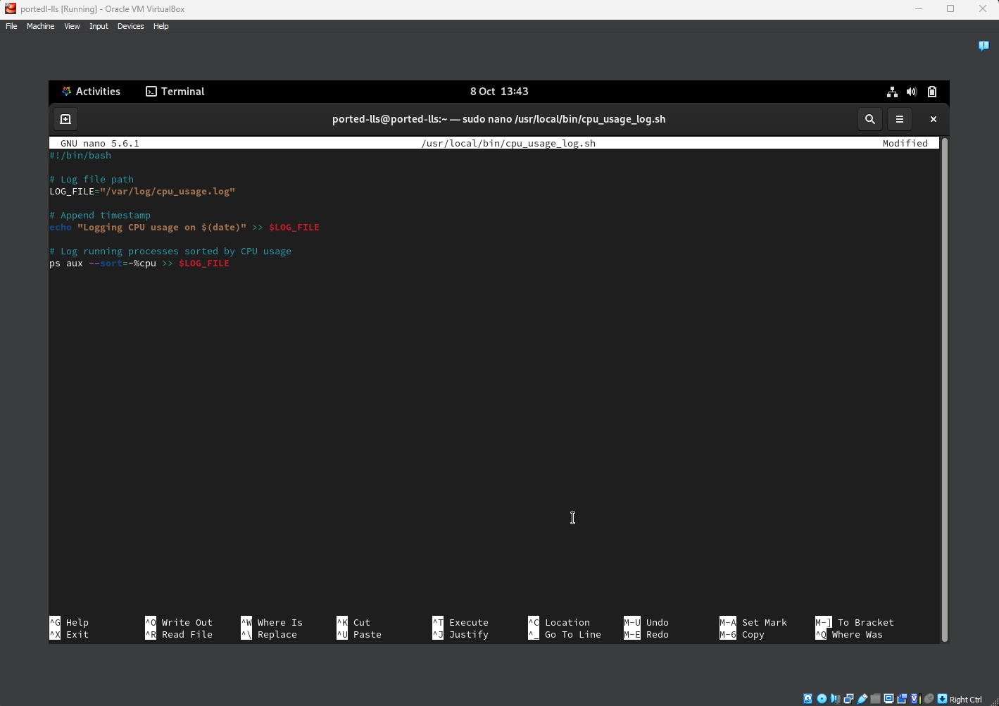 portedl-lls [Running] - Oracle VM VirtualBox
File Machine View Input Devices Help
Activities Terminal 8 Oct 13:43
ported-lls@ported-lls:~ — sudo nano /usr/local/bin/cpu_usage_log.sh
GNU nano 5.6.1 /usr/local/bin/cpu_usage_log.sh Modified
#!/bin/bash
# Log file path
LOG_FILE="/var/log/cpu_usage.log"
# Append timestamp
echo "Logging CPU usage on $(date)" >> $LOG_FILE
# Log running processes sorted by CPU usage
ps aux --sort=-%cpu >> $LOG_FILE
^G Help ^O Write Out ^W Where Is ^K Cut ^T Execute ^C Location M-U Undo M-A Set Mark M-] To Bracket
^X Exit ^R Read File ^\ Replace ^U Paste ^J Justify ^_ Go To Line M-E Redo M-6 Copy ^Q Where Was
Right Ctrl